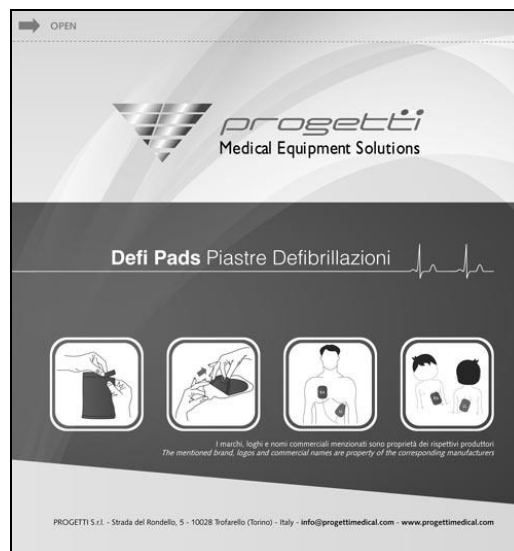 OPEN
progetti
Medical Equipment Solutions
Defi Pads Piastre Defibrillazioni
I marchi, loghi e nomi commerciali menzionati sono proprietà dei rispettivi produttori
The mentioned brand, logos and commercial names are property of the corresponding manufacturers
PROGETTI S.r.l. - Strada del Rondello, 5 - 10028 Trofarello (Torino) - Italy - info@progettimedical.com - www.progettimedical.com